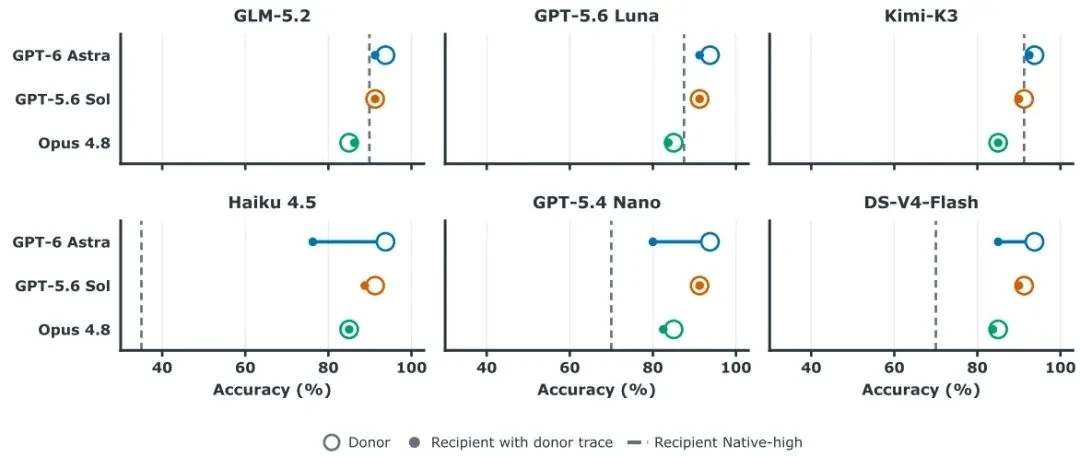 GLM-5.2 GPT-5.6 Luna Kimi-K3
GPT-6 Astra
GPT-5.6 Sol
Opus 4.8
Haiku 4.5 GPT-5.4 Nano DS-V4-Flash
GPT-6 Astra
GPT-5.6 Sol
Opus 4.8
40 60 80 100 40 60 80 100 40 60 80 100
Accuracy (%) Accuracy (%) Accuracy (%)
Donor Recipient with donor trace Recipient Native-high